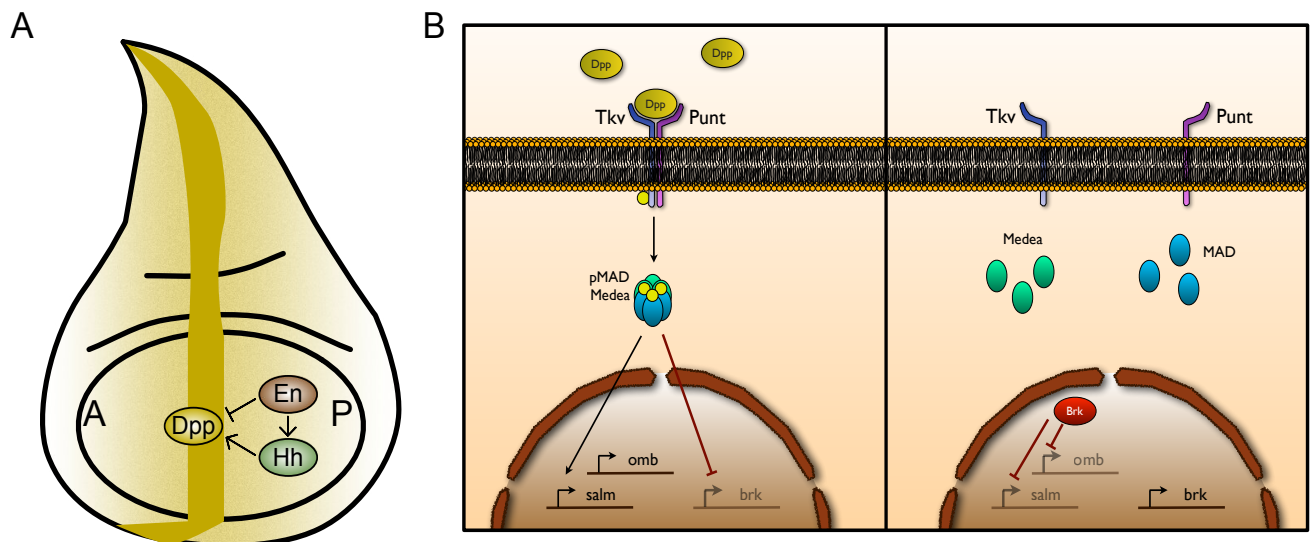 A
B
A
P
En
Dpp
Hh
Dpp
Dpp
Dpp
Tkv
Punt
pMAD
Medea
omb
salm
brk
Tkv
Punt
Medea
MAD
Brk
omb
salm
brk